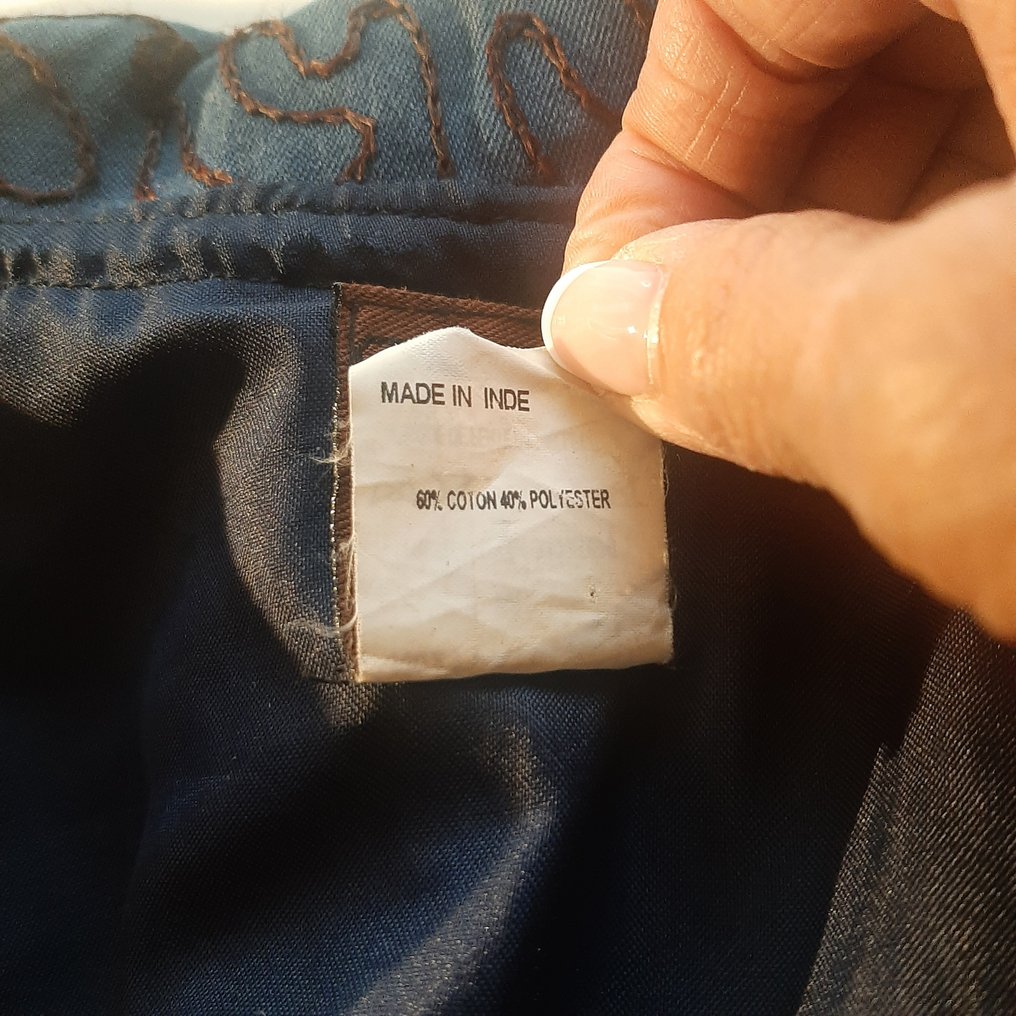 MADE IN INDE
60% COTON 40% POLYESTER